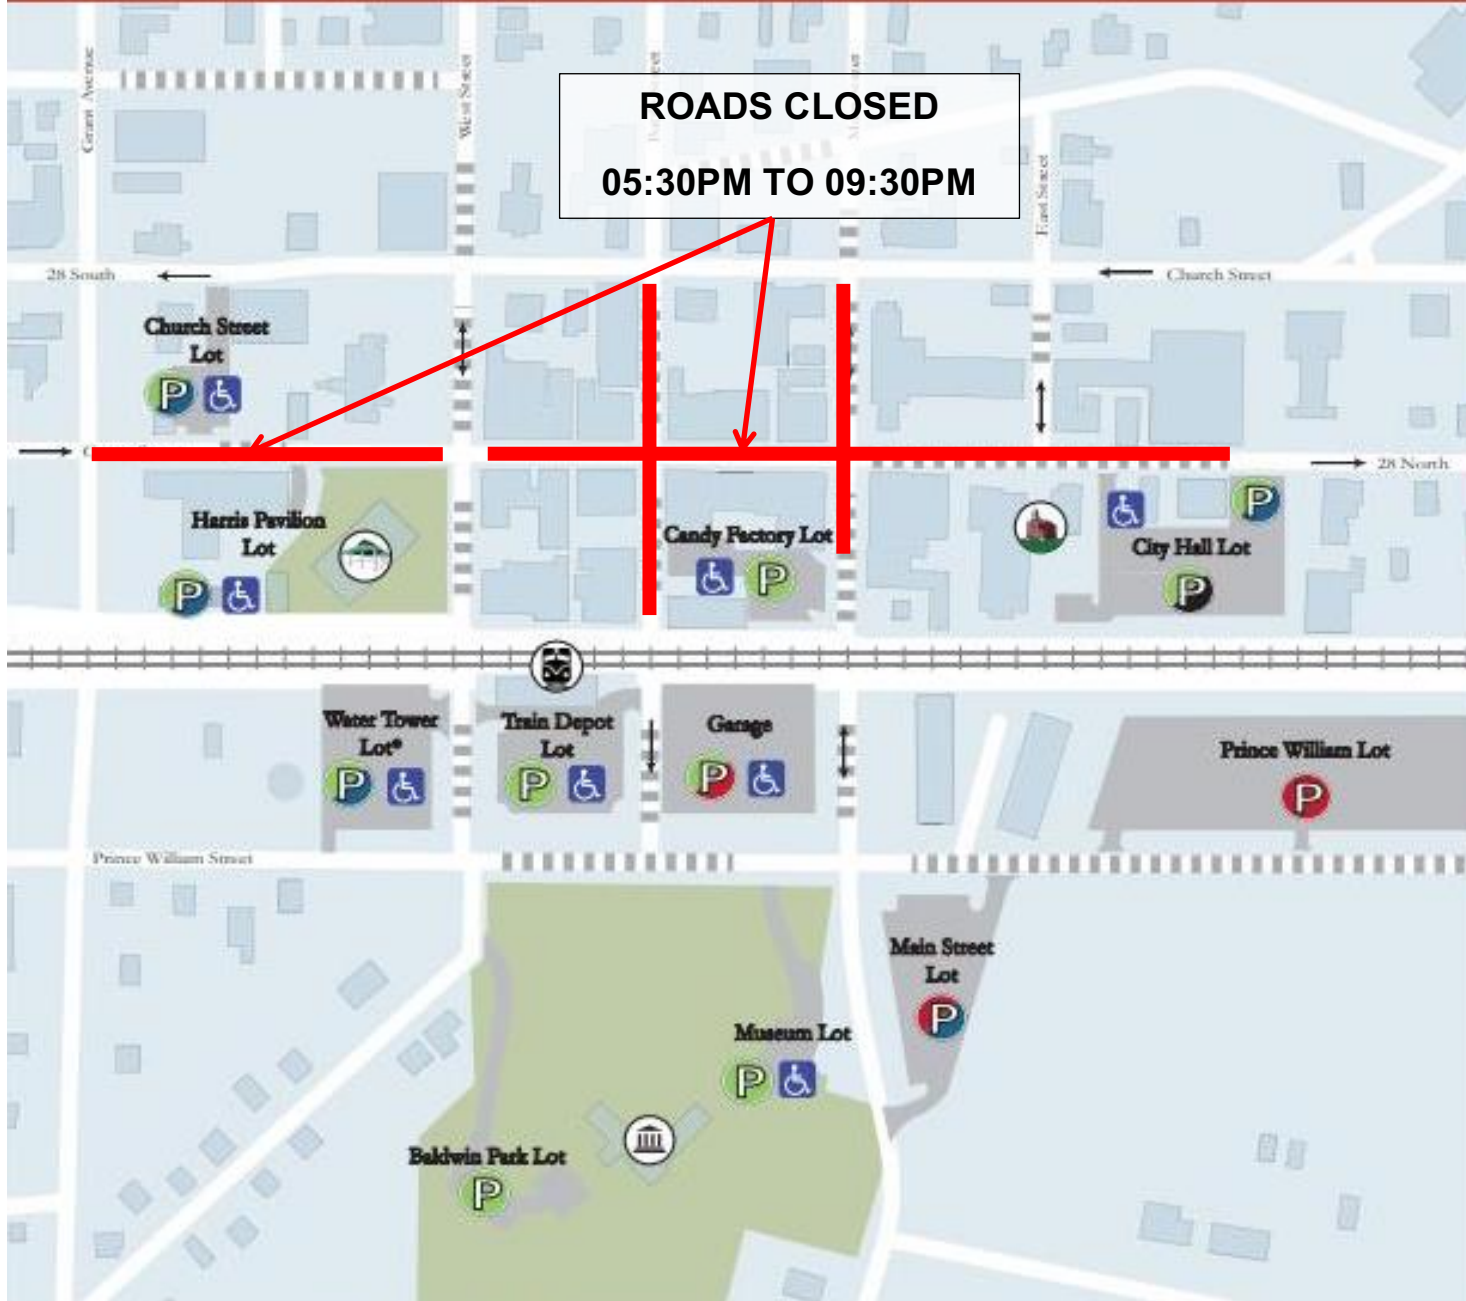 Grant Avenue
West Street
ROADS CLOSED
05:30PM TO 09:30PM
East Street
28 South
Church Street
Church Street
Lot
P
28 North
Harris Pavilion
Lot
P
Candy Factory Lot
P
P
City Hall Lot
P
Water Tower
Lot*
P
Train Depot
Lot
P
Garage
P
Prince William Lot
P
Prince William Street
Main Street
Lot
P
Museum Lot
P
Baldwin Park Lot
P